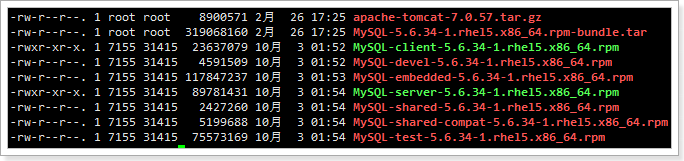 -rw-r--r--. 1 root root   8900571 2月  26 17:25 apache-tomcat-7.0.57.tar.gz
-rw-r--r--. 1 root root 319068160 2月  26 17:25 MySQL-5.6.34-1.rhel5.x86_64.rpm-bundle.tar
-rwxr-xr-x. 1 7155 31415  23637079 10月  3 01:52 MySQL-client-5.6.34-1.rhel5.x86_64.rpm
-rw-r--r--. 1 7155 31415   4591509 10月  3 01:52 MySQL-devel-5.6.34-1.rhel5.x86_64.rpm
-rw-r--r--. 1 7155 31415 117847237 10月  3 01:53 MySQL-embedded-5.6.34-1.rhel5.x86_64.rpm
-rwxr-xr-x. 1 7155 31415  89781431 10月  3 01:54 MySQL-server-5.6.34-1.rhel5.x86_64.rpm
-rw-r--r--. 1 7155 31415   2427260 10月  3 01:54 MySQL-shared-5.6.34-1.rhel5.x86_64.rpm
-rw-r--r--. 1 7155 31415   5199688 10月  3 01:54 MySQL-shared-compat-5.6.34-1.rhel5.x86_64.rpm
-rw-r--r--. 1 7155 31415  75573169 10月  3 01:54 MySQL-test-5.6.34-1.rhel5.x86_64.rpm